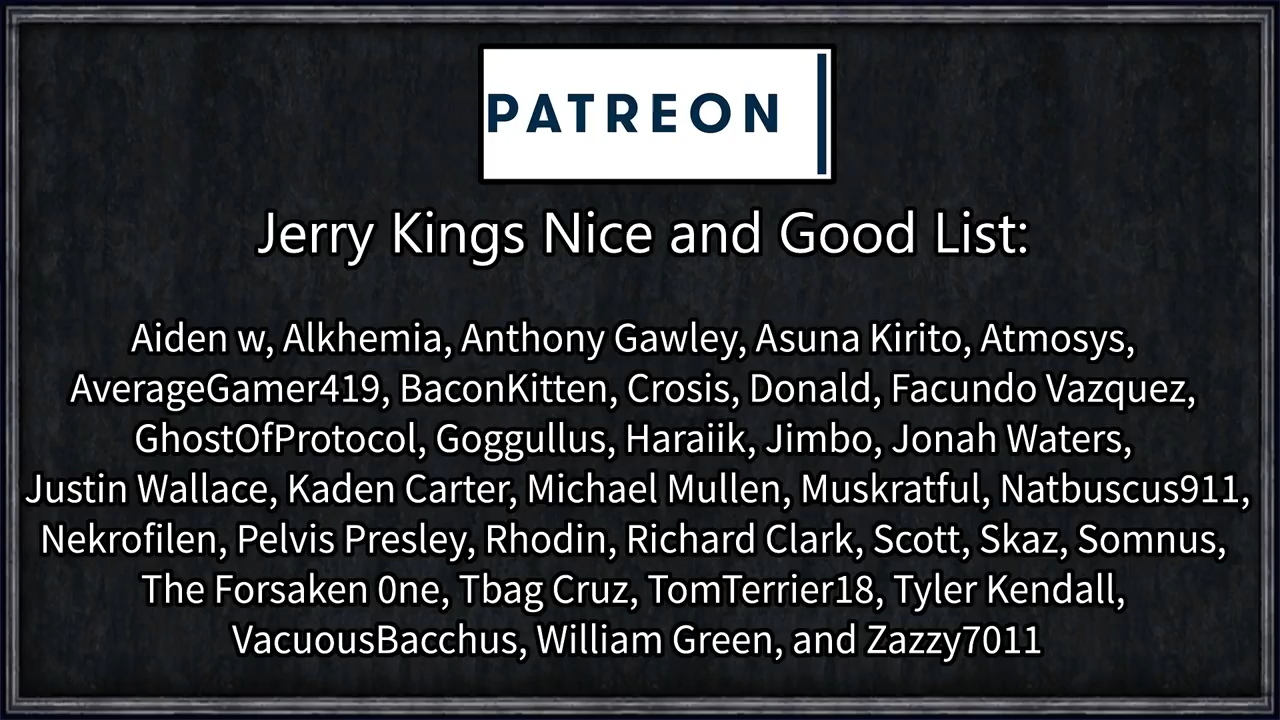 PATREON
Jerry Kings Nice and Good List:
Aiden w, Alkhemia, Anthony Gawley, Asuna Kirito, Atmosys,
AverageGamer419, BaconKitten, Crosis, Donald, Facundo Vazquez,
GhostOfProtocol, Goggullus, Haraiik, Jimbo, Jonah Waters,
Justin Wallace, Kaden Carter, Michael Mullen, Muskratful, Natbuscus911,
Nekrofilen, Pelvis Presley, Rhodin, Richard Clark, Scott, Skaz, Somnus,
The Forsaken 0ne, Tbag Cruz, TomTerrier18, Tyler Kendall,
VacuousBacchus, William Green, and Zazzy7011